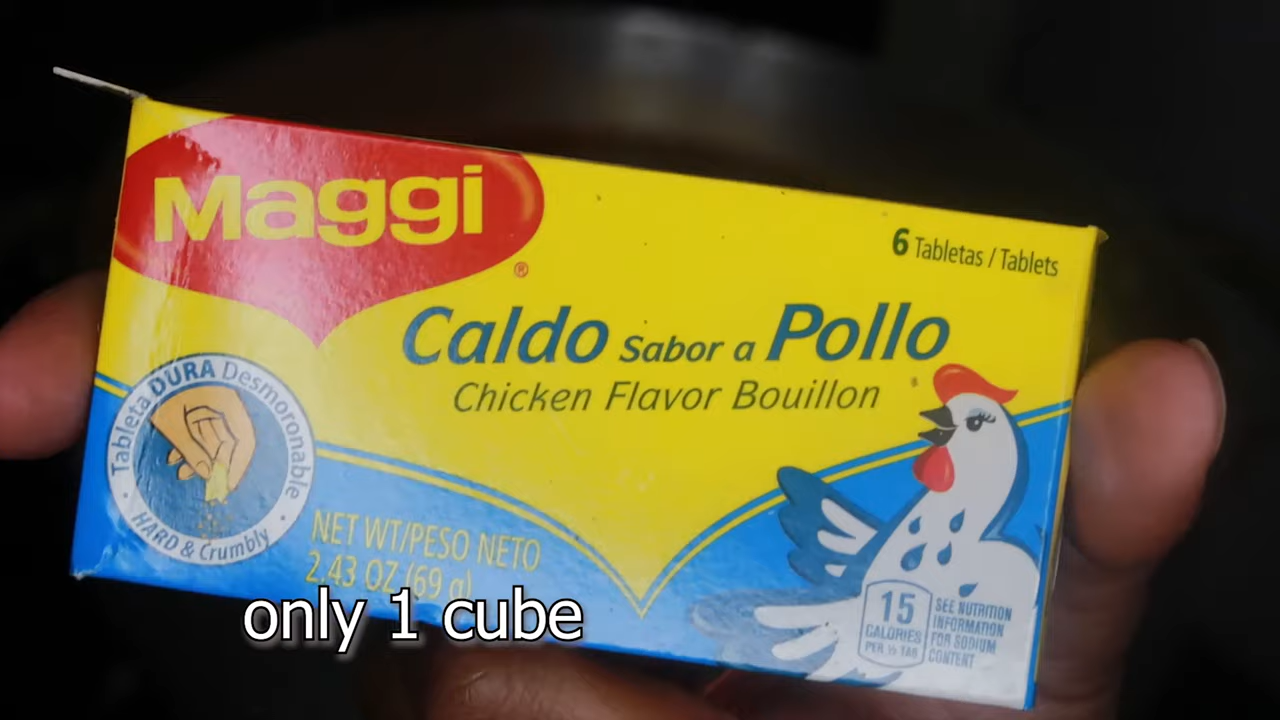 Maggi
®
6 Tabletas / Tablets
Caldo Sabor a Pollo
Chicken Flavor Bouillon
Tableta DURA Desmoronable
HARD & Crumbly
NET WT/PESO NETO
2.43 OZ (69 g)
only 1 cube
15
CALORIES
PER ½ TAB
SEE NUTRITION
INFORMATION
FOR SODIUM
CONTENT